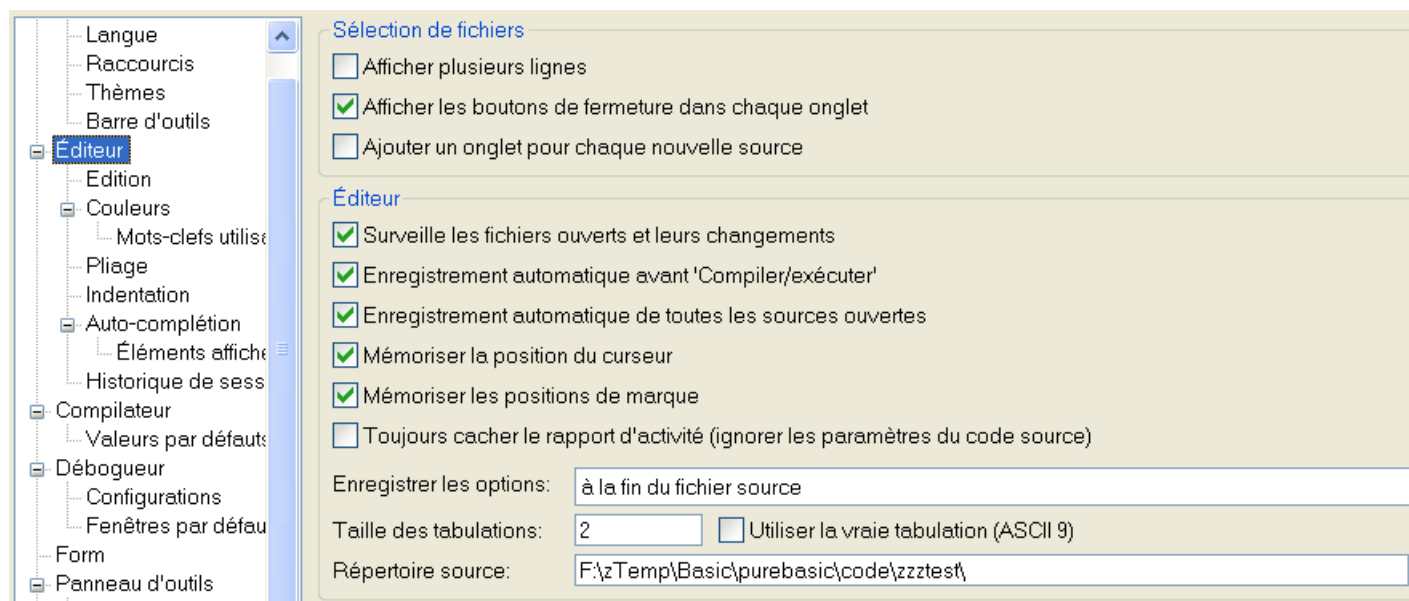 Langue
Raccourcis
Thèmes
Barre d'outils
Éditeur
Edition
Couleurs
Mots-clefs utilisa
Pliage
Indentation
Auto-complétion
Éléments affiche
Historique de sess
Compilateur
Valeurs par défauts
Débogueur
Configurations
Fenêtres par défau
Form
Panneau d'outils
Sélection de fichiers
Afficher plusieurs lignes
Afficher les boutons de fermeture dans chaque onglet
Ajouter un onglet pour chaque nouvelle source
Éditeur
Surveille les fichiers ouverts et leurs changements
Enregistrement automatique avant 'Compiler/exécuter'
Enregistrement automatique de toutes les sources ouvertes
Mémoriser la position du curseur
Mémoriser les positions de marque
Toujours cacher le rapport d'activité (ignorer les paramètres du code source)
Enregistrer les options: à la fin du fichier source
Taille des tabulations: 2 Utiliser la vraie tabulation (ASCII 9)
Répertoire source: F:\zTemp\Basic\purebasic\code\zzztest\